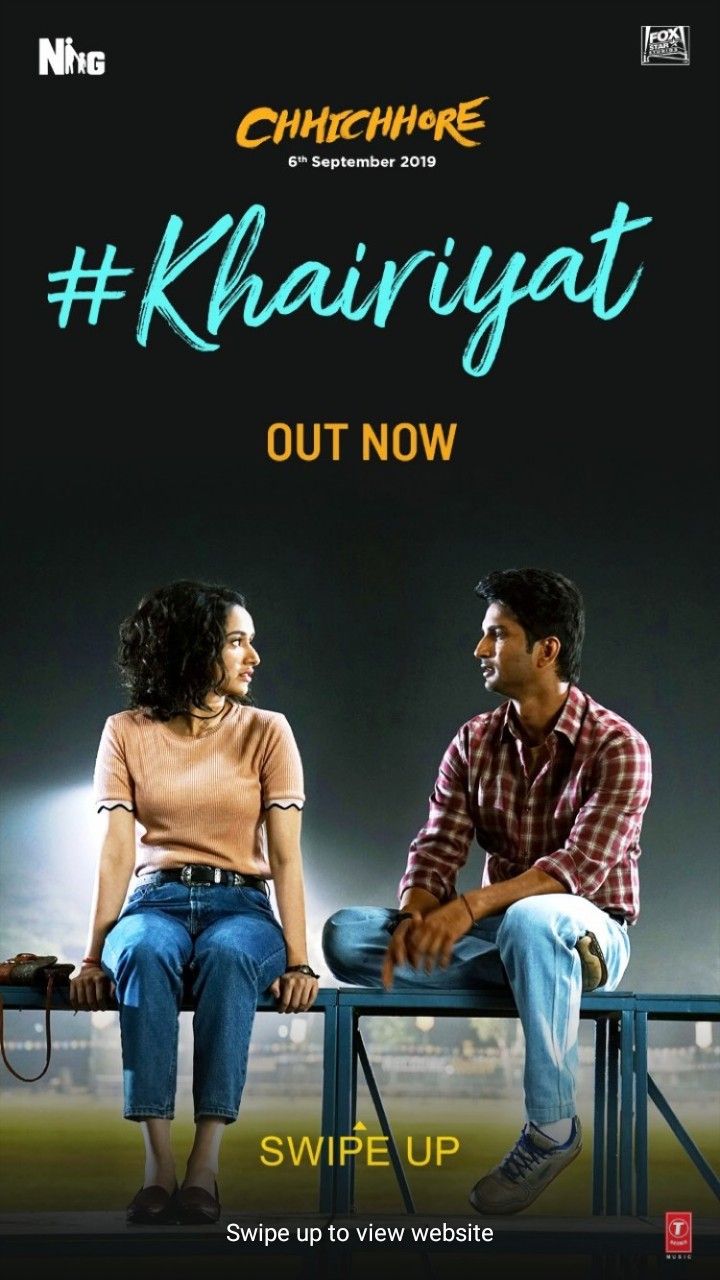 NG
FOX
STAR
STUDIOS
CHHICHHORE
6th September 2019
#Khairiyat
OUT NOW
SWIPE UP
Swipe up to view website
T
SERIES
MUSIC